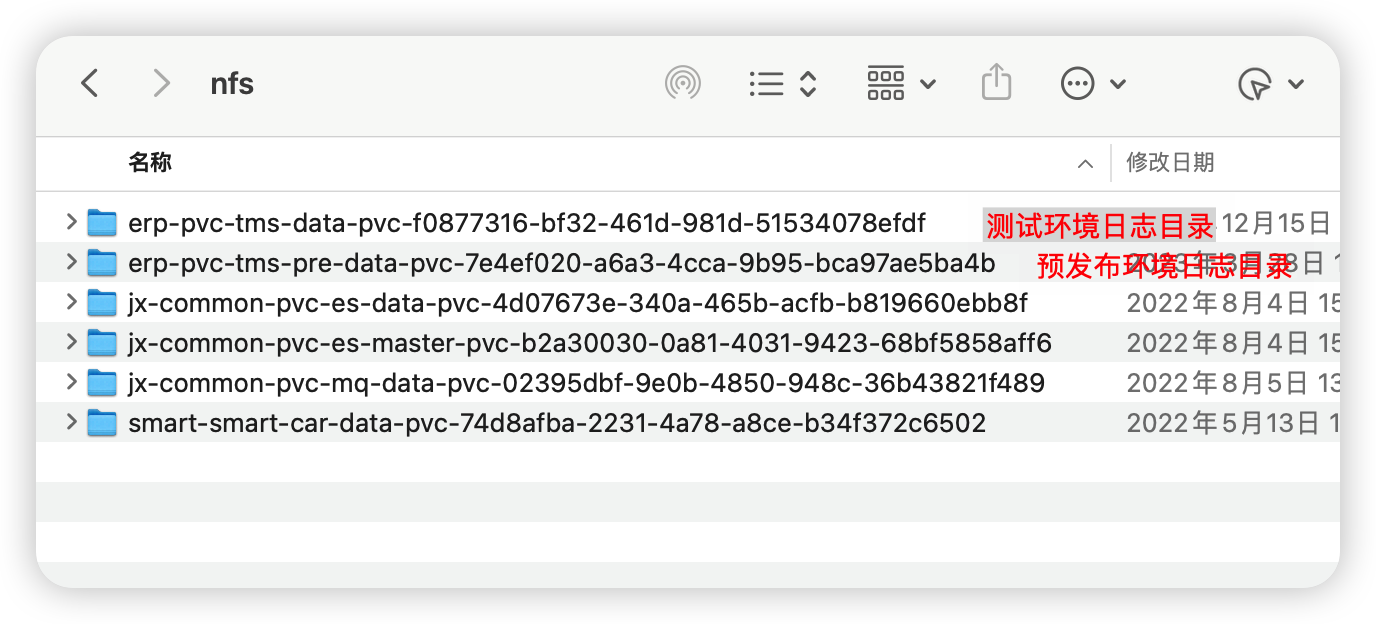 nfs
名称 修改日期
erp-pvc-tms-data-pvc-f0877316-bf32-461d-981d-51534078efdf 测试环境日志目录 12月15日
erp-pvc-tms-pre-data-pvc-7e4ef020-a6a3-4cca-9b95-bca97ae5ba4b 预发布环境日志目录
jx-common-pvc-es-data-pvc-4d07673e-340a-465b-acfb-b819660ebb8f 2022年8月4日 15
jx-common-pvc-es-master-pvc-b2a30030-0a81-4031-9423-68bf5858aff6 2022年8月4日 15
jx-common-pvc-mq-data-pvc-02395dbf-9e0b-4850-948c-36b43821f489 2022年8月5日 13
smart-smart-car-data-pvc-74d8afba-2231-4a78-a8ce-b34f372c6502 2022年5月13日 1